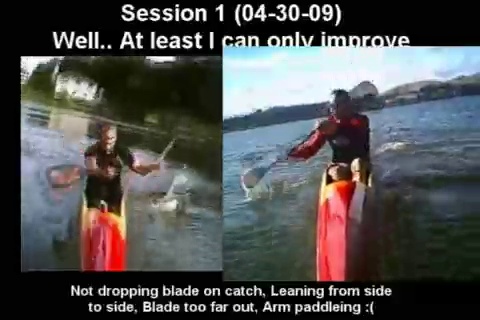 Session 1 (04-30-09)
Well.. At least I can only improve
Not dropping blade on catch, Leaning from side
to side, Blade too far out, Arm paddleing :(